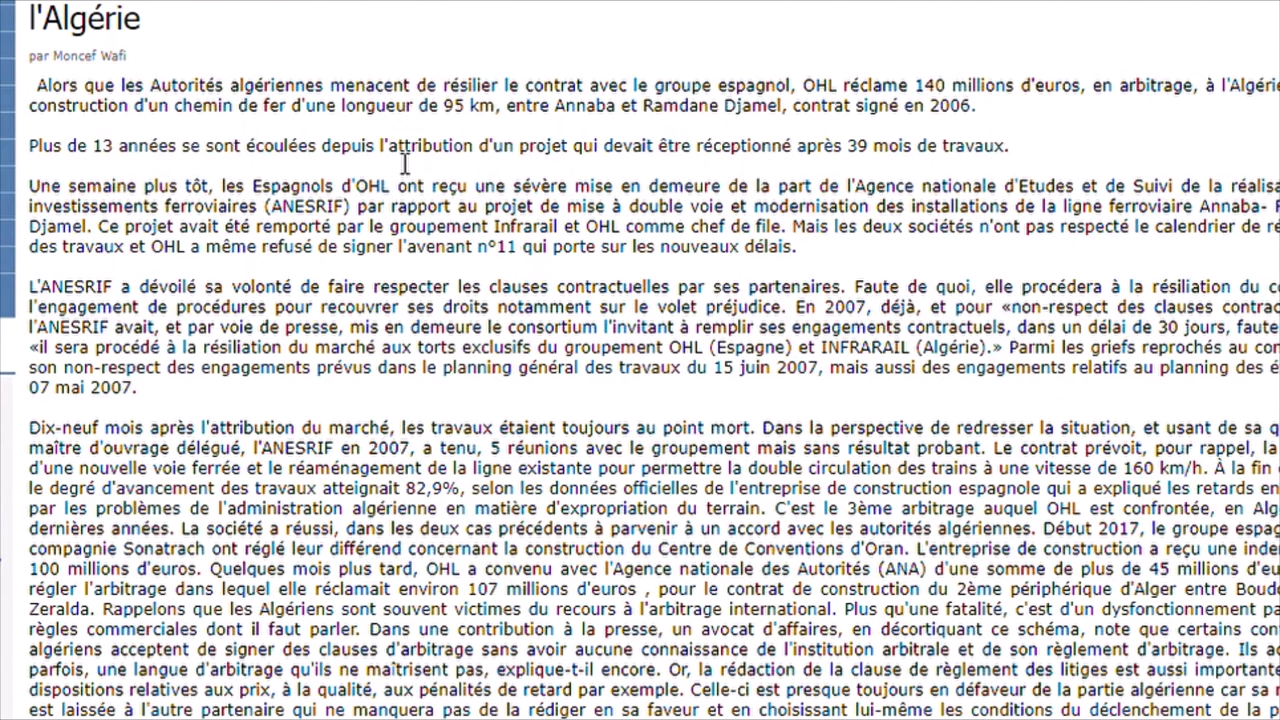 l'Algérie
par Moncef Wafi
Alors que les Autorités algériennes menacent de résilier le contrat avec le groupe espagnol, OHL réclame 140 millions d'euros, en arbitrage, à
construction d'un chemin de fer d'une longueur de 95 km, entre Annaba et Ramdane Djamel, contrat signé en 2006.
Plus de 13 années se sont écoulées depuis l'attribution d'un projet qui devait être réceptionné après 39 mois de travaux.
Une semaine plus tôt, les Espagnols d'OHL ont reçu une sévère mise en demeure de la part de l'Agence nationale d'Etudes et de Suivi de la
investissements ferroviaires (ANESRIF) par rapport au projet de mise à double voie et modernisation des installations de la ligne ferroviaire Annaba-
Djamel. Ce projet avait été remporté par le groupement Infrarail et OHL comme chef de file. Mais les deux sociétés n'ont pas respecté le calendrier de
des travaux et OHL a même refusé de signer l'avenant n°11 qui porte sur les nouveaux délais.
L'ANESRIF a dévoilé sa volonté de faire respecter les clauses contractuelles par ses partenaires. Faute de quoi, elle procédera à la résiliation du
l'engagement de procédures pour recouvrer ses droits notamment sur le volet préjudice. En 2007, déjà, et pour «non-respect des clauses
l'ANESRIF avait, et par voie de presse, mis en demeure le consortium l'invitant à remplir ses engagements contractuels, dans un délai de 30 jours, faute
«il sera procédé à la résiliation du marché aux torts exclusifs du groupement OHL (Espagne) et INFRARAIL (Algérie).» Parmi les griefs reprochés au
son non-respect des engagements prévus dans le planning général des travaux du 15 juin 2007, mais aussi des engagements relatifs au planning des
07 mai 2007.
Dix-neuf mois après l'attribution du marché, les travaux étaient toujours au point mort. Dans la perspective de redresser la situation, et usant de sa
maître d'ouvrage délégué, l'ANESRIF en 2007, a tenu, 5 réunions avec le groupement mais sans résultat probant. Le contrat prévoit, pour rappel, la
d'une nouvelle voie ferrée et le réaménagement de la ligne existante pour permettre la double circulation des trains à une vitesse de 160 km/h. À la fin
le degré d'avancement des travaux atteignait 82,9%, selon les données officielles de l'entreprise de construction espagnole qui a expliqué les retards
par les problèmes de l'administration algérienne en matière d'expropriation du terrain. C'est le 3ème arbitrage auquel OHL est confrontée, en
dernières années. La société a réussi, dans les deux cas précédents à parvenir à un accord avec les autorités algériennes. Début 2017, le groupe
compagnie Sonatrach ont réglé leur différend concernant la construction du Centre de Conventions d'Oran. L'entreprise de construction a reçu une
100 millions d'euros. Quelques mois plus tard, OHL a convenu avec l'Agence nationale des Autorités (ANA) d'une somme de plus de 45 millions
régler l'arbitrage dans lequel elle réclamait environ 107 millions d'euros , pour le contrat de construction du 2ème périphérique d'Alger entre
Zeralda. Rappelons que les Algériens sont souvent victimes du recours à l'arbitrage international. Plus qu'une fatalité, c'est d'un dysfonctionnement
règles commerciales dont il faut parler. Dans une contribution à la presse, un avocat d'affaires, en décortiquant ce schéma, note que certains
algériens acceptent de signer des clauses d'arbitrage sans avoir aucune connaissance de l'institution arbitrale et de son règlement d'arbitrage. Ils
parfois, une langue d'arbitrage qu'ils ne maîtrisent pas, explique-t-il encore. Or, la rédaction de la clause de règlement des litiges est aussi
dispositions relatives aux prix, à la qualité, aux pénalités de retard par exemple. Celle-ci est presque toujours en défaveur de la partie algérienne car sa
est laissée à l'autre partenaire qui ne manquera pas de la rédiger en sa faveur et en choisissant lui-même les conditions du déclenchement de la